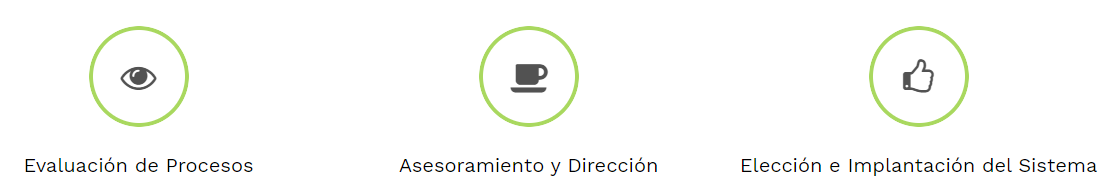 Evaluación de Procesos
Asesoramiento y Dirección
Elección e Implantación del Sistema